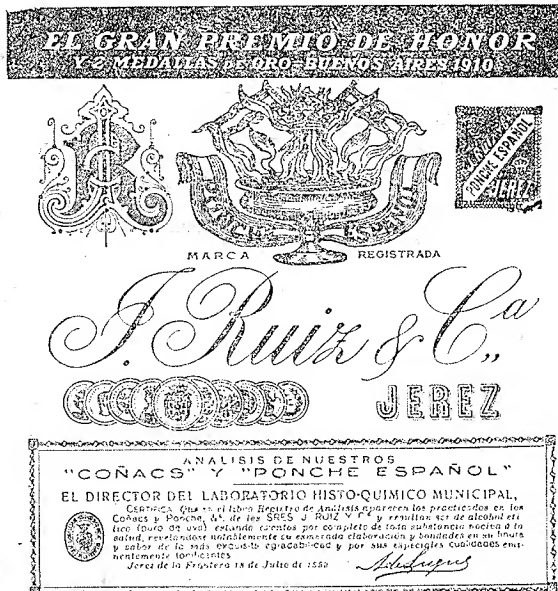 EL GRAN PREMIO DE HONOR
Y 2 MEDALLAS DE ORO, BUENOS AIRES 1910
JR
PONCHE ESPAÑOL
PONCHE ESPAÑOL
JEREZ
MARCA REGISTRADA
J. Ruiz & Cª
JEREZ
ANALISIS DE NUESTROS
"COÑACS" Y "PONCHE ESPAÑOL"
EL DIRECTOR DEL LABORATORIO HISTO-QUIMICO MUNICIPAL,
CERTIFICA Que en el libro Registro de Análisis aparecen los practicados en los
Coñacs y Ponche, &ª. de los SRES J. RUIZ Y Cª y resultan ser de alcohol eti
lico (puro de uva) estando exentos por completo de toda substancia nociva á la
salud, revelándose notablemente su esmerada elaboración y bondades en su finura
y sabor de la más exquisita agradabilidad y por sus especiales cualidades emi-
nentemente tonificantes
Jerez de la Frontera 18 de Julio de